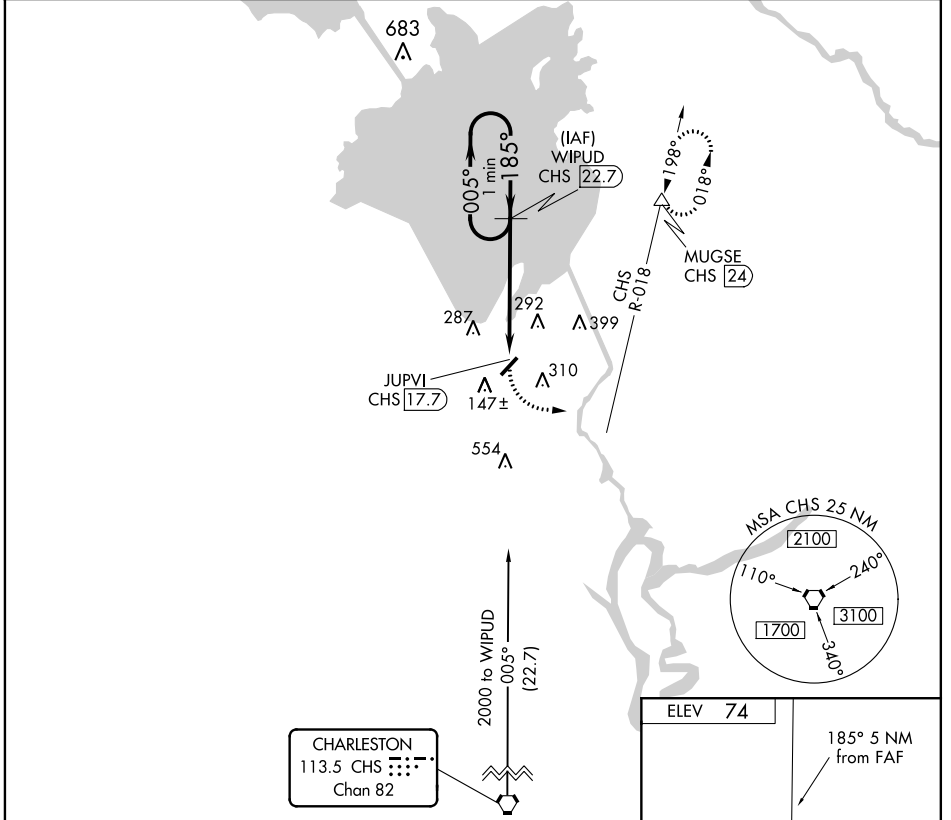 683
005°
1 min
185°
(IAF)
WIPUD
CHS 22.7
198°
018°
MUGSE
CHS 24
CHS
R-018
287
292
399
JUPVI
CHS 17.7
147±
310
554
MSA CHS 25 NM
2100
110°
240°
1700
3100
340°
2000 to WIPUD
005°
(22.7)
CHARLESTON
113.5 CHS
Chan 82
ELEV 74
185° 5 NM
from FAF